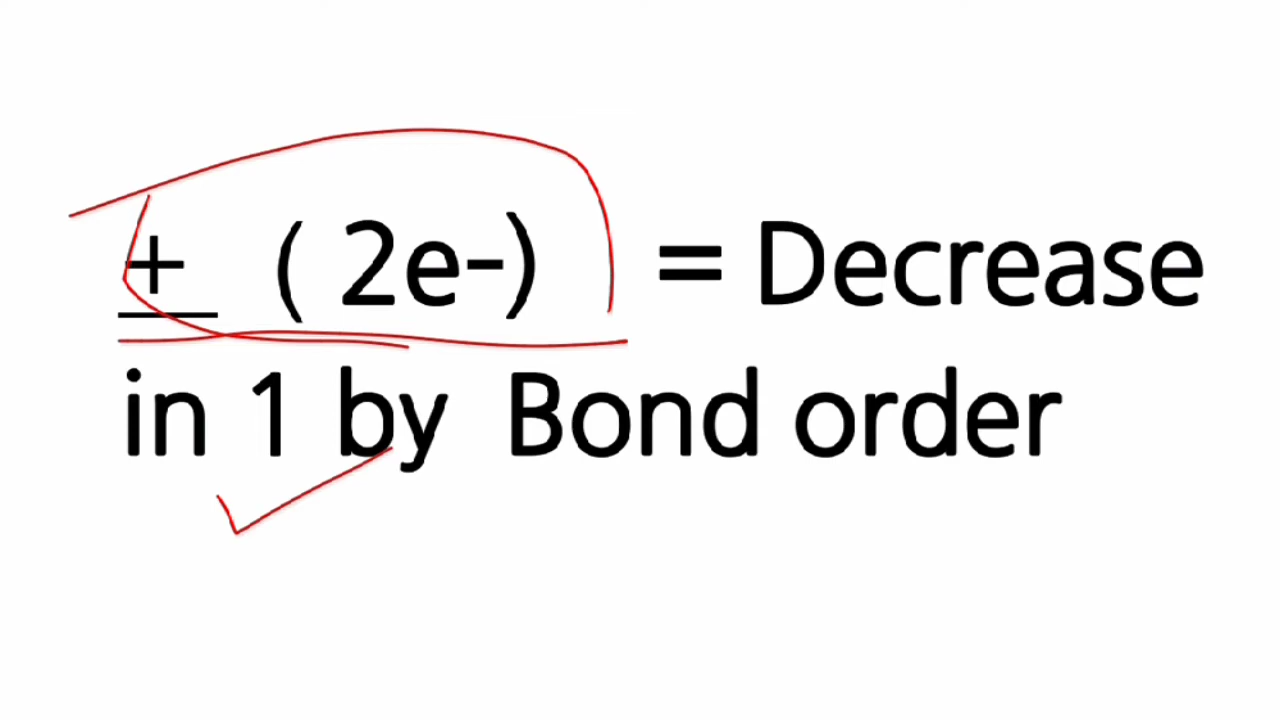 ± ( 2e-) = Decrease
in 1 by Bond order